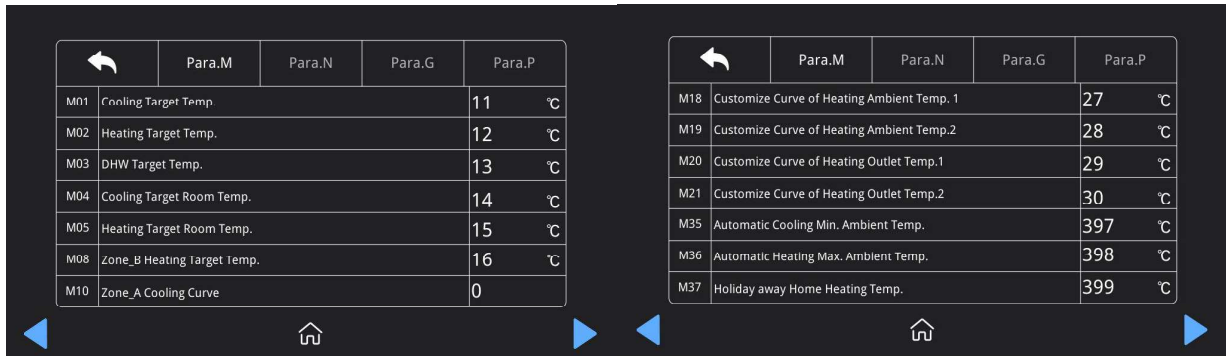 Para.M Para.N Para.G Para.P
M01 Cooling Target Temp. 11 ℃
M02 Heating Target Temp. 12 ℃
M03 DHW Target Temp. 13 ℃
M04 Cooling Target Room Temp. 14 ℃
M05 Heating Target Room Temp. 15 ℃
M08 Zone_B Heating Target Temp. 16 ℃
M10 Zone_A Cooling Curve 0
Para.M Para.N Para.G Para.P
M18 Customize Curve of Heating Ambient Temp. 1 27 ℃
M19 Customize Curve of Heating Ambient Temp.2 28 ℃
M20 Customize Curve of Heating Outlet Temp.1 29 ℃
M21 Customize Curve of Heating Outlet Temp.2 30 ℃
M35 Automatic Cooling Min. Ambient Temp. 397 ℃
M36 Automatic Heating Max. Ambient Temp. 398 ℃
M37 Holiday away Home Heating Temp. 399 ℃